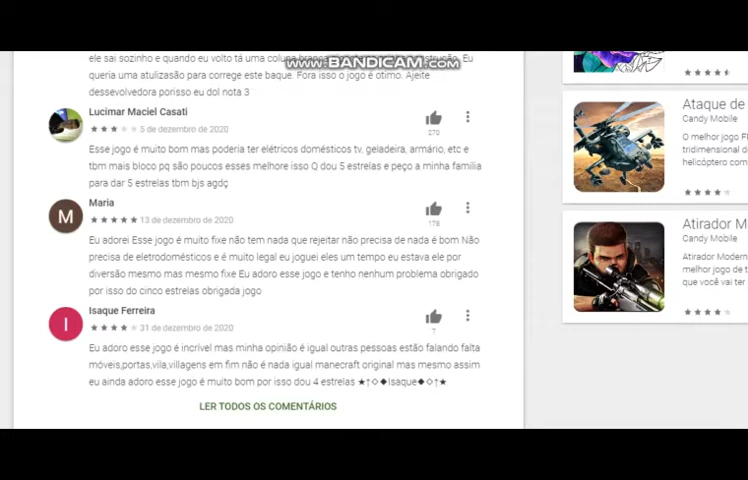 ele sai sozinho e quando eu volto tá uma coluna
Eu
www.BANDICAM.com
queria uma atulizasão para correge este baque. Fora isso o jogo é otimo. Ajeite
dessevolvedora porisso eu dol nota 3
Lucimar Maciel Casati
5 de dezembro de 2020
270
Esse jogo é muito bom mas poderia ter elétricos domésticos tv, geladeira, armário, etc e
tbm mais bloco pq são poucos esses melhore isso Q dou 5 estrelas e peço a minha familia
para dar 5 estrelas tbm bjs agdç
M
Maria
13 de dezembro de 2020
178
Eu adorei Esse jogo é muito fixe não tem nada que rejeitar não precisa de nada é bom Não
precisa de eletrodomésticos e é muito legal eu joguei eles um tempo eu estava ele por
diversão mesmo mas mesmo fixe Eu adoro esse jogo e tenho nenhum problema obrigado
por isso do cinco estrelas obrigada jogo
I
Isaque Ferreira
31 de dezembro de 2020
7
Eu adoro esse jogo é incrível mas minha opinião é igual outras pessoas estão falando falta
móveis,portas,vila,villagens em fim não é nada igual manecraft original mas mesmo assim
eu ainda adoro esse jogo é muito bom por isso dou 4 estrelas ★†◇◆Isaque◆◇†★
LER TODOS OS COMENTÁRIOS
Ataque de
Candy Mobile
O melhor jogo F
tridimensional d
helicóptero com
Atirador M
Candy Mobile
Atirador Modern
melhor jogo de t
que você vai ter